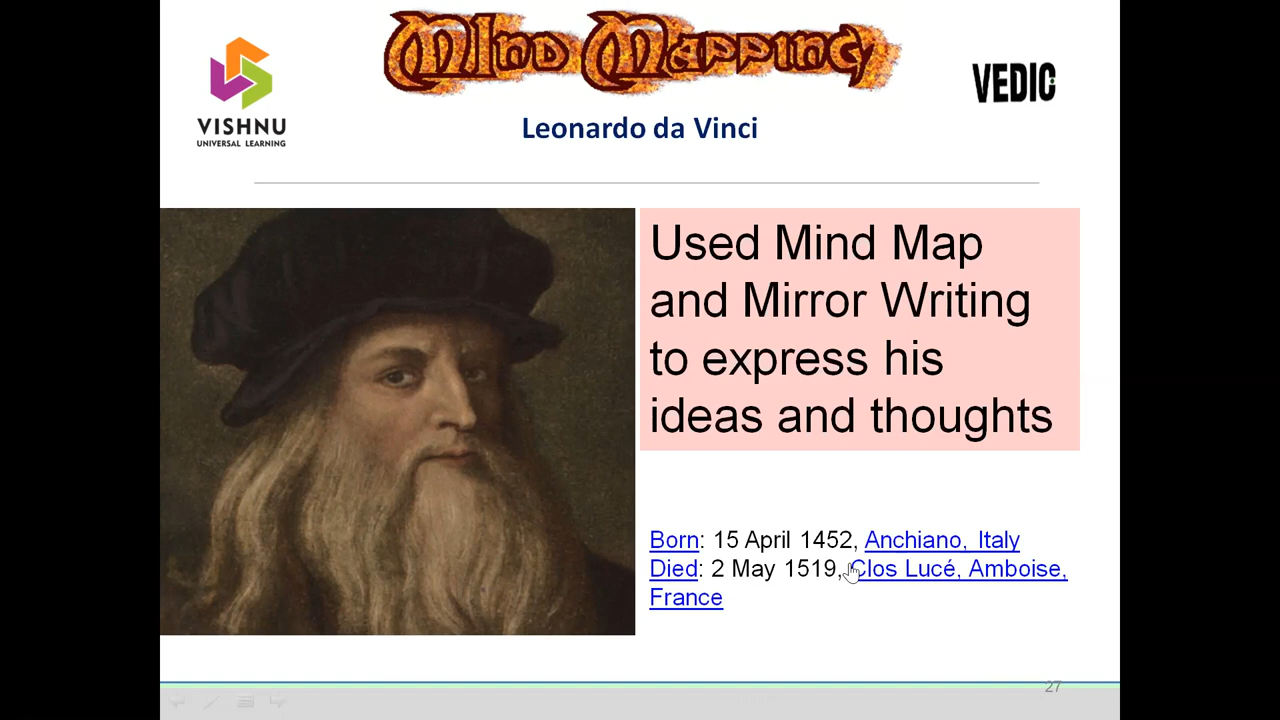 MInd Mapping
VISHNU
UNIVERSAL LEARNING
VEDIC
Leonardo da Vinci
Used Mind Map
and Mirror Writing
to express his
ideas and thoughts
Born: 15 April 1452, Anchiano, Italy
Died: 2 May 1519, Clos Lucé, Amboise,
France
27